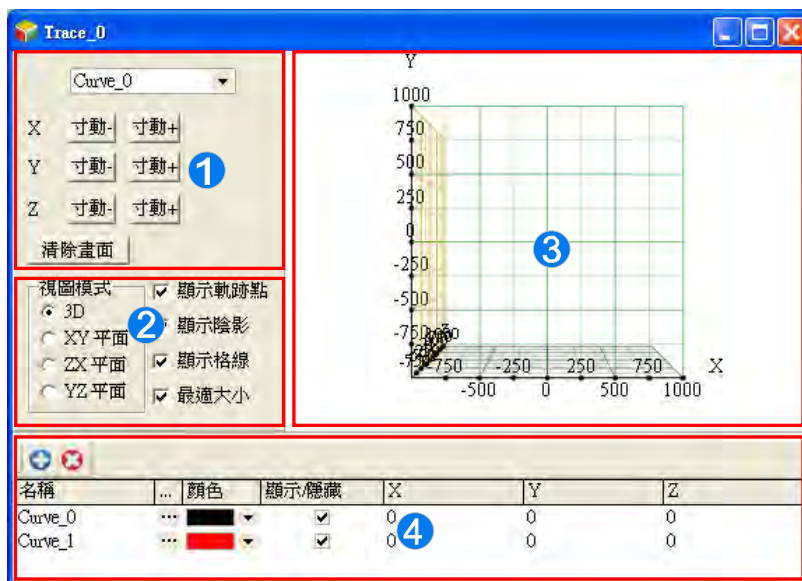 Trace_0
Curve_0
X 寸動- 寸動+
Y 寸動- 寸動+
Z 寸動- 寸動+
清除畫面
1
視圖模式
3D
XY 平面
ZX 平面
YZ 平面
2
顯示軌跡點
顯示陰影
顯示格線
最適大小
Y
1000
750
500
250
0
-250
-500
-750
3
-750 -250 250 750
X
-500 0 500 1000
名稱 ... 顏色 顯示/隱藏 X Y Z
Curve_0 ... 0 0 0
Curve_1 ... 0 0 0
4